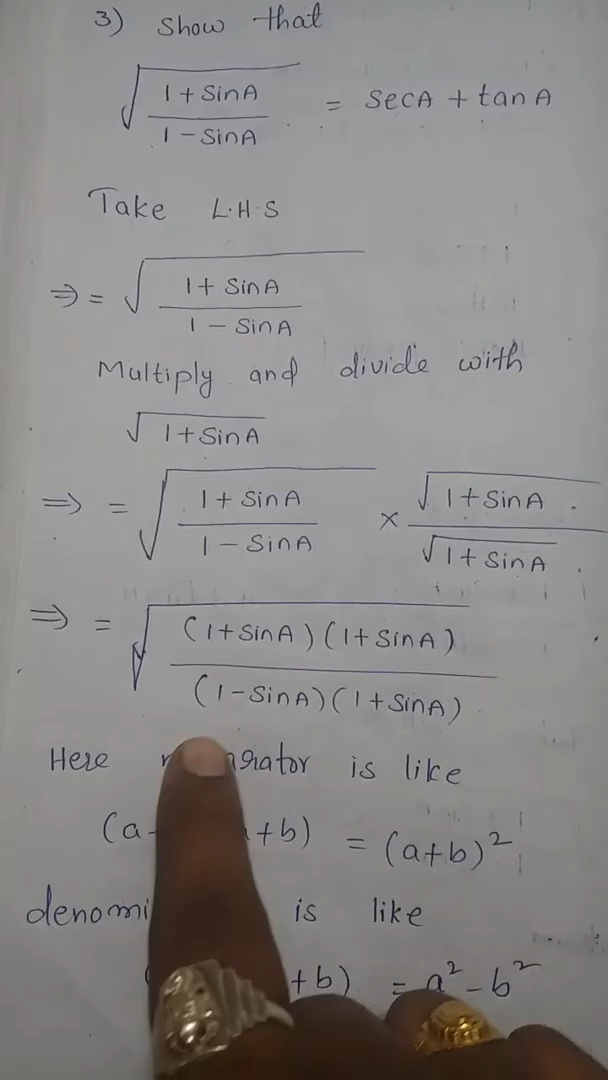 3) Show that
√(1 + SinA / 1 - SinA) = SecA + tanA
Take L.H.S
⇒ = √(1 + SinA / 1 - SinA)
Multiply and divide with
√1+SinA
⇒ = √(1 + SinA / 1 - SinA) × √1+SinA / √1+SinA
⇒ = √((1+SinA)(1+SinA) / (1-SinA)(1+SinA))
Here is like
+b) = (a+b)²
is like
+b) = a² - b²